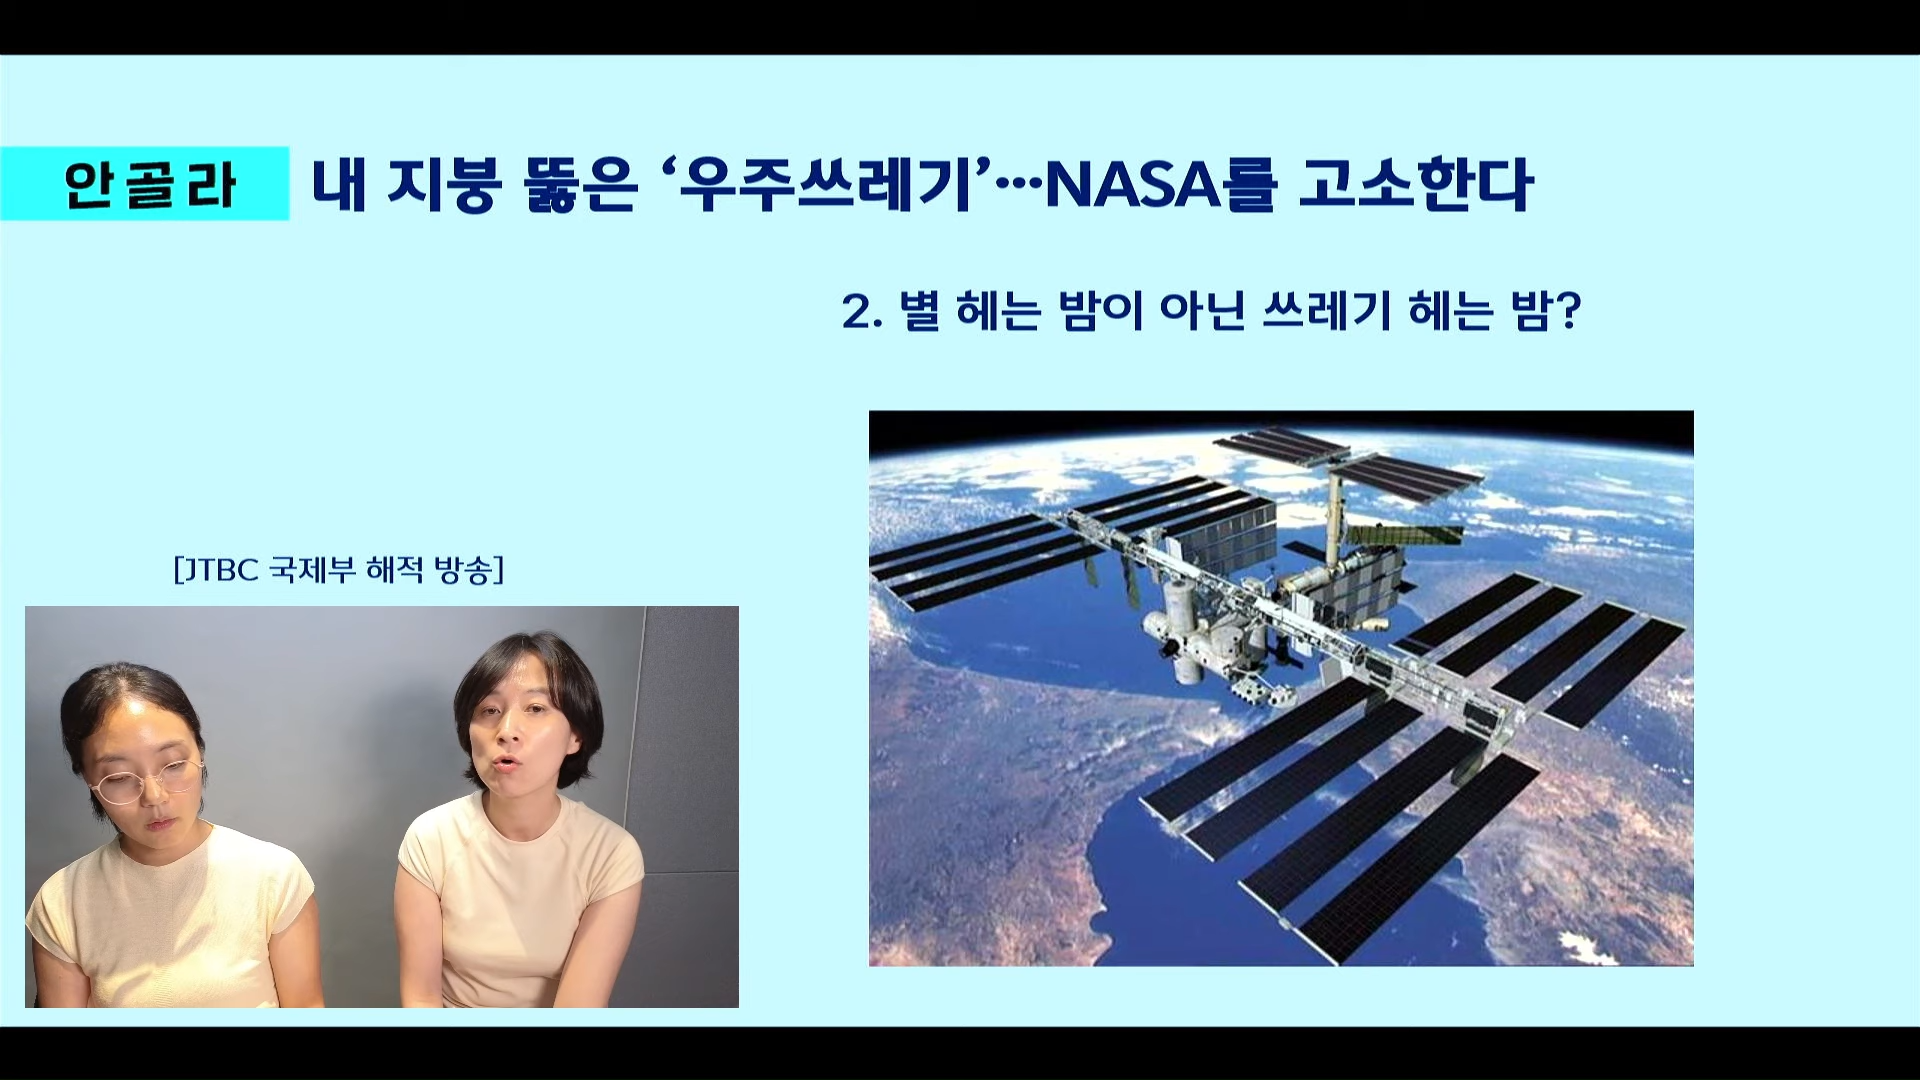 안골라
내 지붕 뚫은 ‘우주쓰레기’…NASA를 고소한다
2. 별 헤는 밤이 아닌 쓰레기 헤는 밤?
[JTBC 국제부 해적 방송]